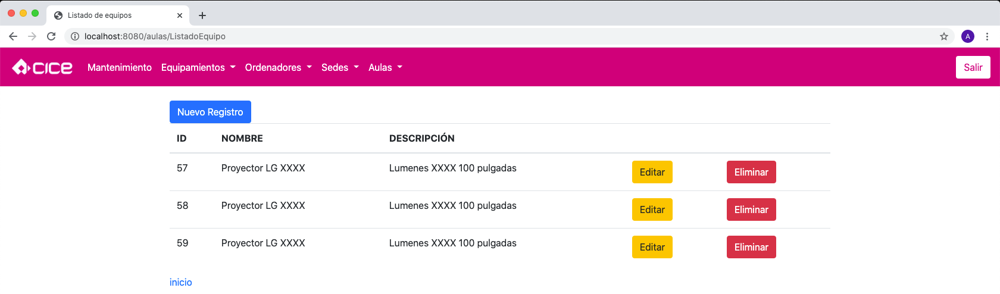 Listado de equipos
localhost:8080/aulas/ListadoEquipo
A
CICE Mantenimiento Equipamientos Ordenadores Sedes Aulas Salir
Nuevo Registro
ID NOMBRE DESCRIPCIÓN
57 Proyector LG XXXX Lumenes XXXX 100 pulgadas Editar Eliminar
58 Proyector LG XXXX Lumenes XXXX 100 pulgadas Editar Eliminar
59 Proyector LG XXXX Lumenes XXXX 100 pulgadas Editar Eliminar
inicio